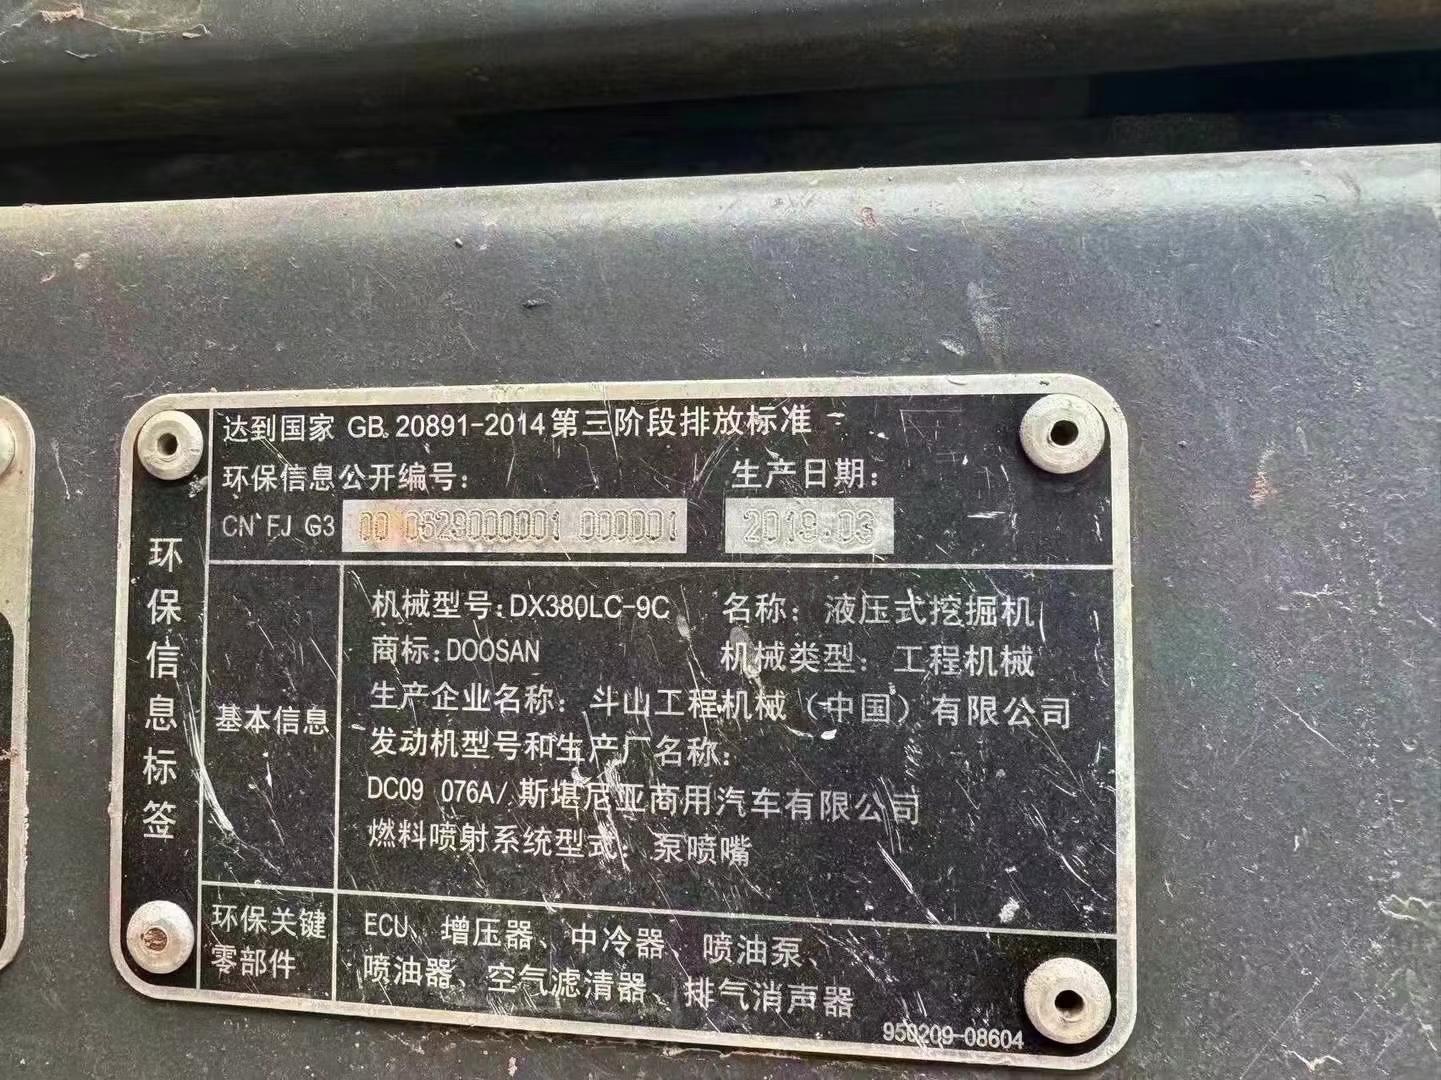 环保信息标签
达到国家 GB 20891-2014 第三阶段排放标准
环保信息公开编号: 生产日期:
CN FJ G3 00 0629000001 000001 2019.03
基本信息
机械型号:DX380LC-9C 名称: 液压式挖掘机
商标:DOOSAN 机械类型: 工程机械
生产企业名称: 斗山工程机械(中国)有限公司
发动机型号和生产厂名称:
DC09 076A/斯堪尼亚商用汽车有限公司
燃料喷射系统型式: 泵喷嘴
环保关键
零部件
ECU、增压器、中冷器、喷油泵、
喷油器、空气滤清器、排气消声器
950209-08604